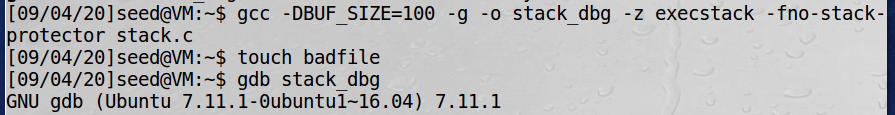 [09/04/20]seed@VM:~$ gcc -DBUF_SIZE=100 -g -o stack_dbg -z execstack -fno-stack-
protector stack.c
[09/04/20]seed@VM:~$ touch badfile
[09/04/20]seed@VM:~$ gdb stack_dbg
GNU gdb (Ubuntu 7.11.1-0ubuntu1~16.04) 7.11.1